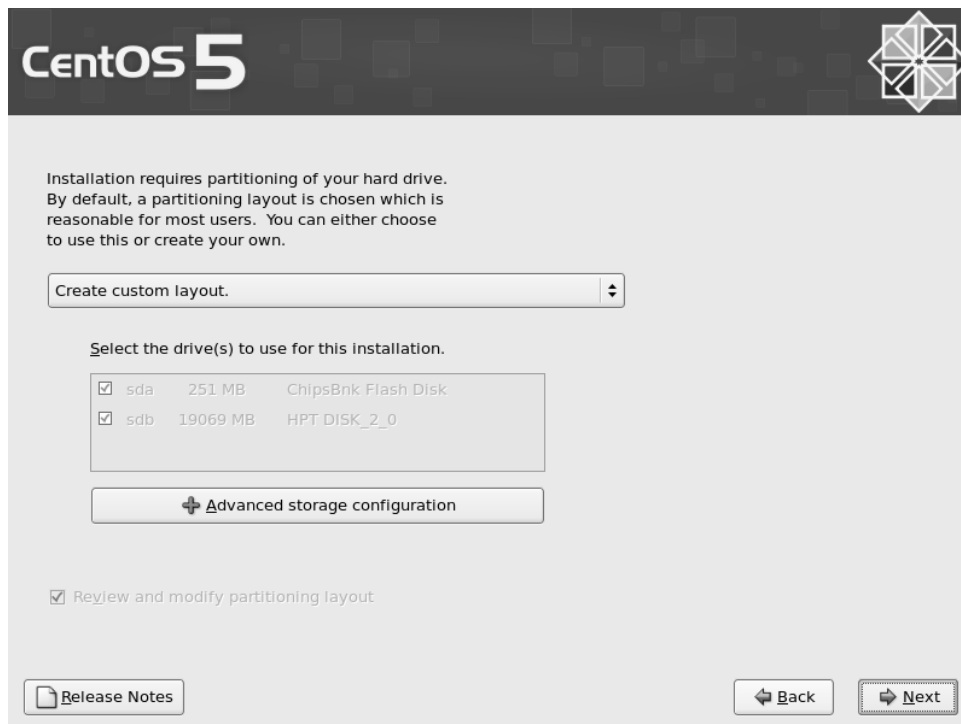 CentOS 5
Installation requires partitioning of your hard drive.
By default, a partitioning layout is chosen which is
reasonable for most users.  You can either choose
to use this or create your own.
Create custom layout.
Select the drive(s) to use for this installation.
sda 251 MB ChipsBnk Flash Disk
sdb 19069 MB HPT DISK_2_0
Advanced storage configuration
Review and modify partitioning layout
Release Notes
Back
Next